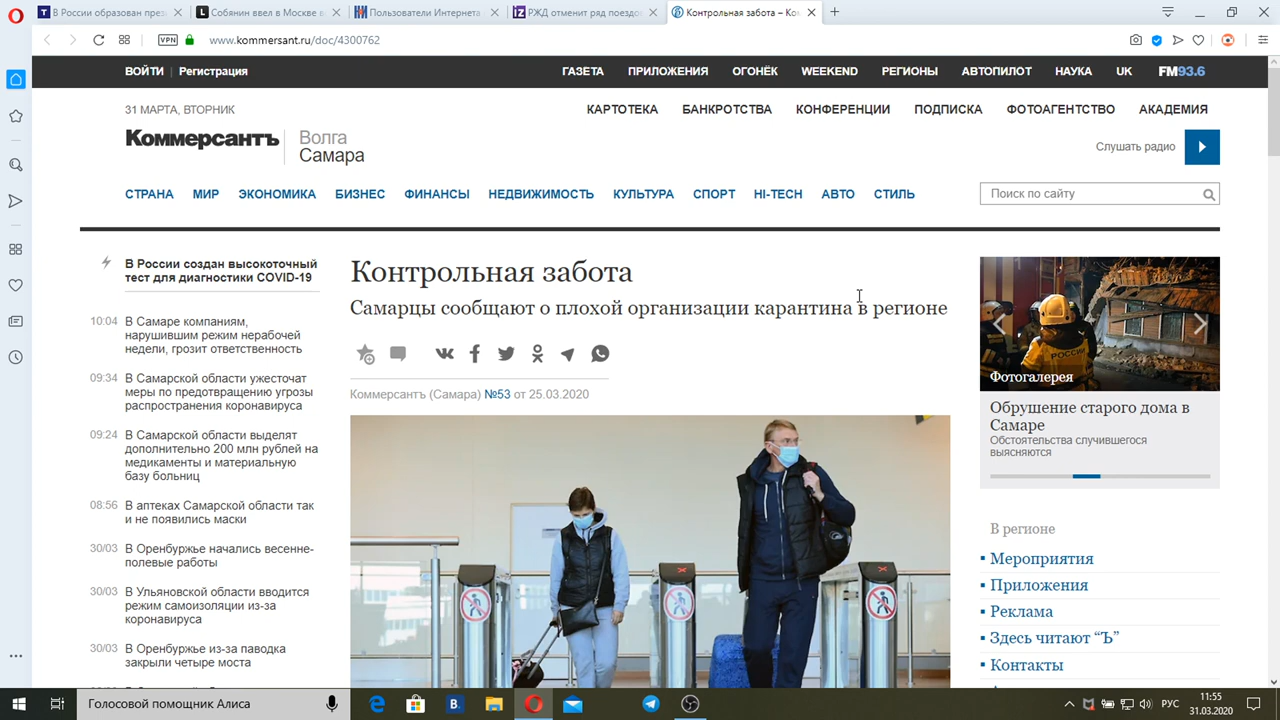 В России образован през
Собянин ввел в Москве в
Пользователи Интернета
РЖД отменит ряд поездов
Контрольная забота – Ком
VPN
www.kommersant.ru/doc/4300762
ВОЙТИ | Регистрация
ГАЗЕТА ПРИЛОЖЕНИЯ ОГОНЁК WEEKEND РЕГИОНЫ АВТОПИЛОТ НАУКА UK FM93.6
31 МАРТА, ВТОРНИК
КАРТОТЕКА БАНКРОТСТВА КОНФЕРЕНЦИИ ПОДПИСКА ФОТОАГЕНТСТВО АКАДЕМИЯ
Коммерсантъ
Волга
Самара
Слушать радио
СТРАНА МИР ЭКОНОМИКА БИЗНЕС ФИНАНСЫ НЕДВИЖИМОСТЬ КУЛЬТУРА СПОРТ HI-TECH АВТО СТИЛЬ
Поиск по сайту
В России создан высокоточный
тест для диагностики COVID-19
10:04 В Самаре компаниям,
нарушившим режим нерабочей
недели, грозит ответственность
09:34 В Самарской области ужесточат
меры по предотвращению угрозы
распространения коронавируса
09:24 В Самарской области выделят
дополнительно 200 млн рублей на
медикаменты и материальную
базу больниц
08:56 В аптеках Самарской области так
и не появились маски
30/03 В Оренбуржье начались весенне-
полевые работы
30/03 В Ульяновской области вводится
режим самоизоляции из-за
коронавируса
30/03 В Оренбуржье из-за паводка
закрыли четыре моста
Контрольная забота
Самарцы сообщают о плохой организации карантина в регионе
Коммерсантъ (Самара) №53 от 25.03.2020
РОССИИ
Фотогалерея
Обрушение старого дома в
Самаре
Обстоятельства случившегося
выясняются
В регионе
Мероприятия
Приложения
Реклама
Здесь читают “Ъ”
Контакты
Голосовой помощник Алиса
РУС
11:55
31.03.2020